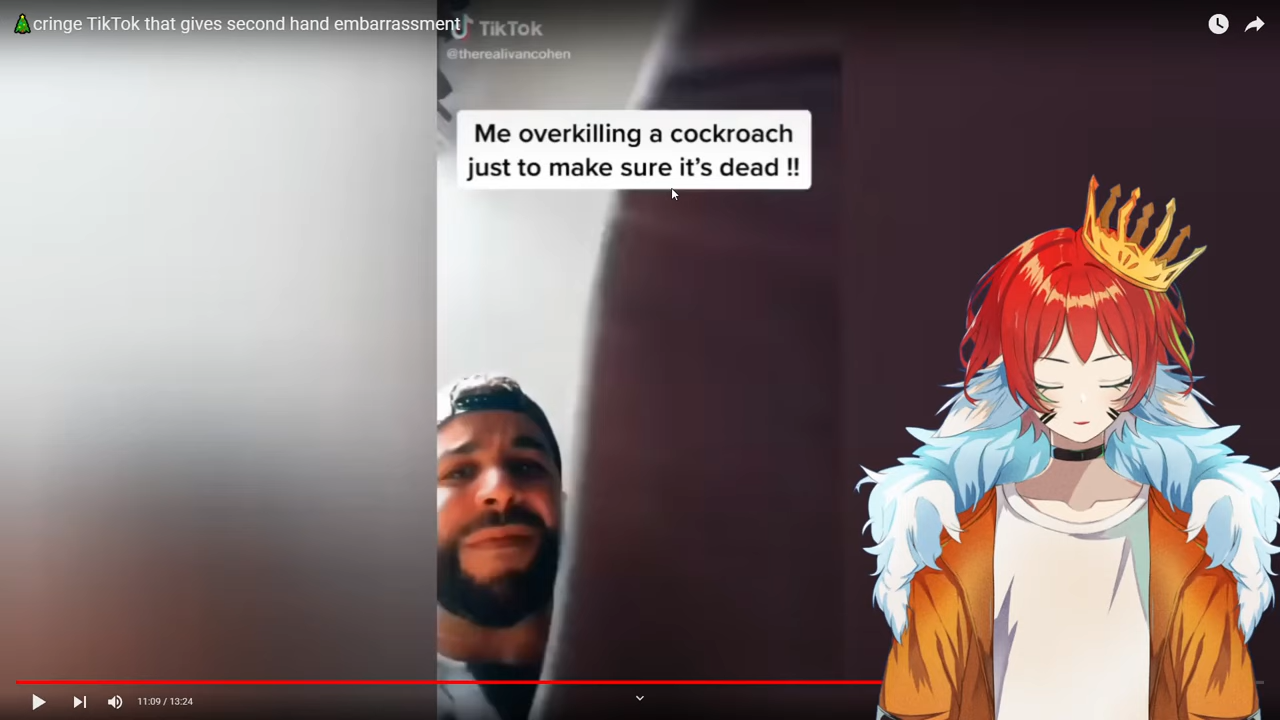 🎄cringe TikTok that gives second hand embarrassment
TikTok
@therealivancohen
Me overkilling a cockroach
just to make sure it's dead !!
11:09 / 13:24